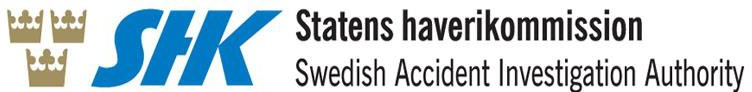 SHK
Statens haverikommission
Swedish Accident Investigation Authority